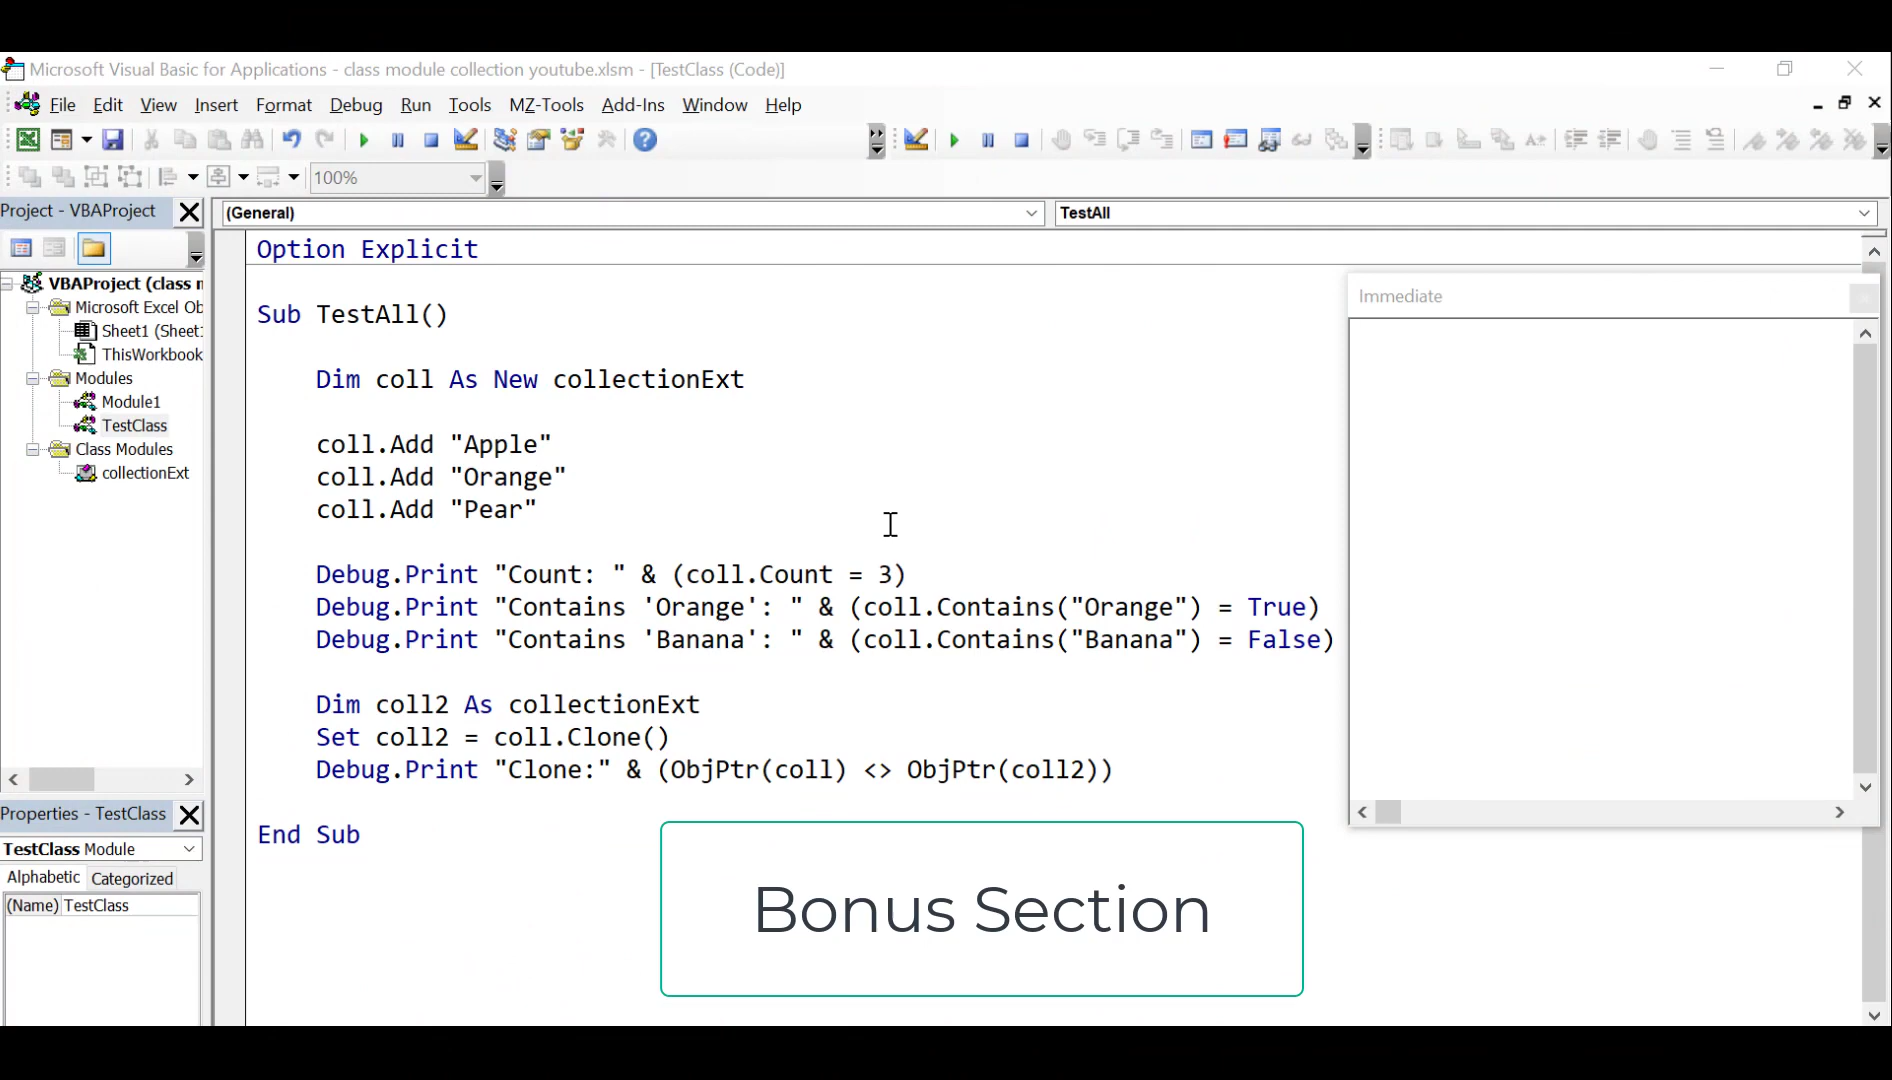 Microsoft Visual Basic for Applications - class module collection youtube.xlsm - [TestClass (Code)]
File Edit View Insert Format Debug Run Tools MZ-Tools Add-Ins Window Help
100%
Project - VBAProject
(General)
TestAll
VBAProject (class
Microsoft Excel Ob
Sheet1 (Sheet
ThisWorkbook
Modules
Module1
TestClass
Class Modules
collectionExt
Properties - TestClass
TestClass Module
Alphabetic Categorized
(Name) TestClass
Option Explicit
Sub TestAll()
Dim coll As New collectionExt
coll.Add "Apple"
coll.Add "Orange"
coll.Add "Pear"
Debug.Print "Count: " & (coll.Count = 3)
Debug.Print "Contains 'Orange': " & (coll.Contains("Orange") = True)
Debug.Print "Contains 'Banana': " & (coll.Contains("Banana") = False)
Dim coll2 As collectionExt
Set coll2 = coll.Clone()
Debug.Print "Clone:" & (ObjPtr(coll) <> ObjPtr(coll2))
End Sub
Immediate
Bonus Section